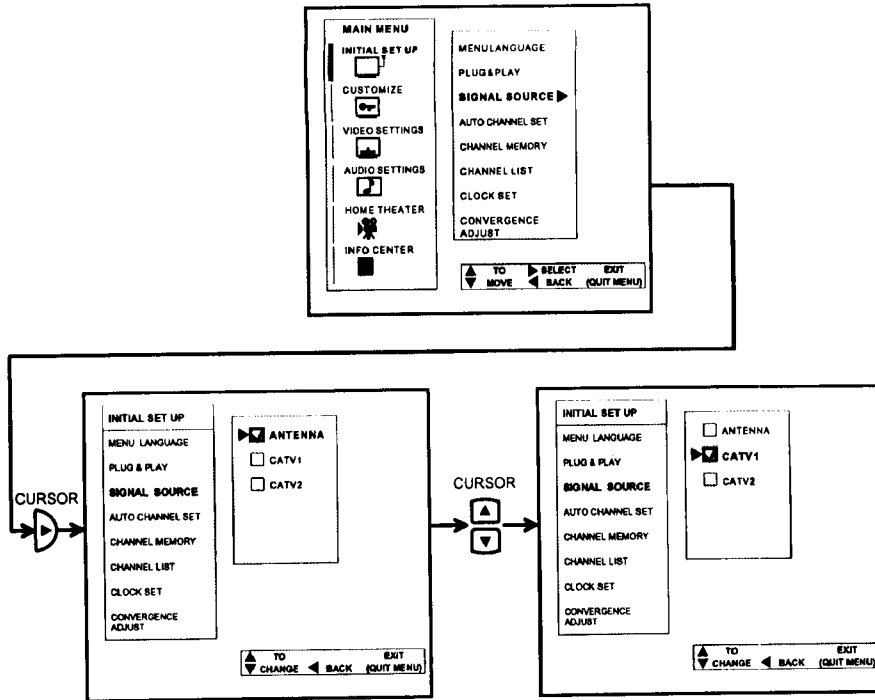 MAIN MENU
INITIAL SET UP
CUSTOMIZE
VIDEO SETTINGS
AUDIO SETTINGS
HOME THEATER
INFO CENTER
MENU LANGUAGE
PLUG & PLAY
SIGNAL SOURCE
AUTO CHANNEL SET
CHANNEL MEMORY
CHANNEL LIST
CLOCK SET
CONVERGENCE
ADJUST
TO SELECT EXIT
MOVE BACK (QUIT MENU)
CURSOR
INITIAL SET UP
MENU LANGUAGE
PLUG & PLAY
SIGNAL SOURCE
AUTO CHANNEL SET
CHANNEL MEMORY
CHANNEL LIST
CLOCK SET
CONVERGENCE
ADJUST
ANTENNA
CATV1
CATV2
TO EXIT
CHANGE BACK (QUIT MENU)
CURSOR
INITIAL SET UP
MENU LANGUAGE
PLUG & PLAY
SIGNAL SOURCE
AUTO CHANNEL SET
CHANNEL MEMORY
CHANNEL LIST
CLOCK SET
CONVERGENCE
ADJUST
ANTENNA
CATV1
CATV2
TO EXIT
CHANGE BACK (QUIT MENU)